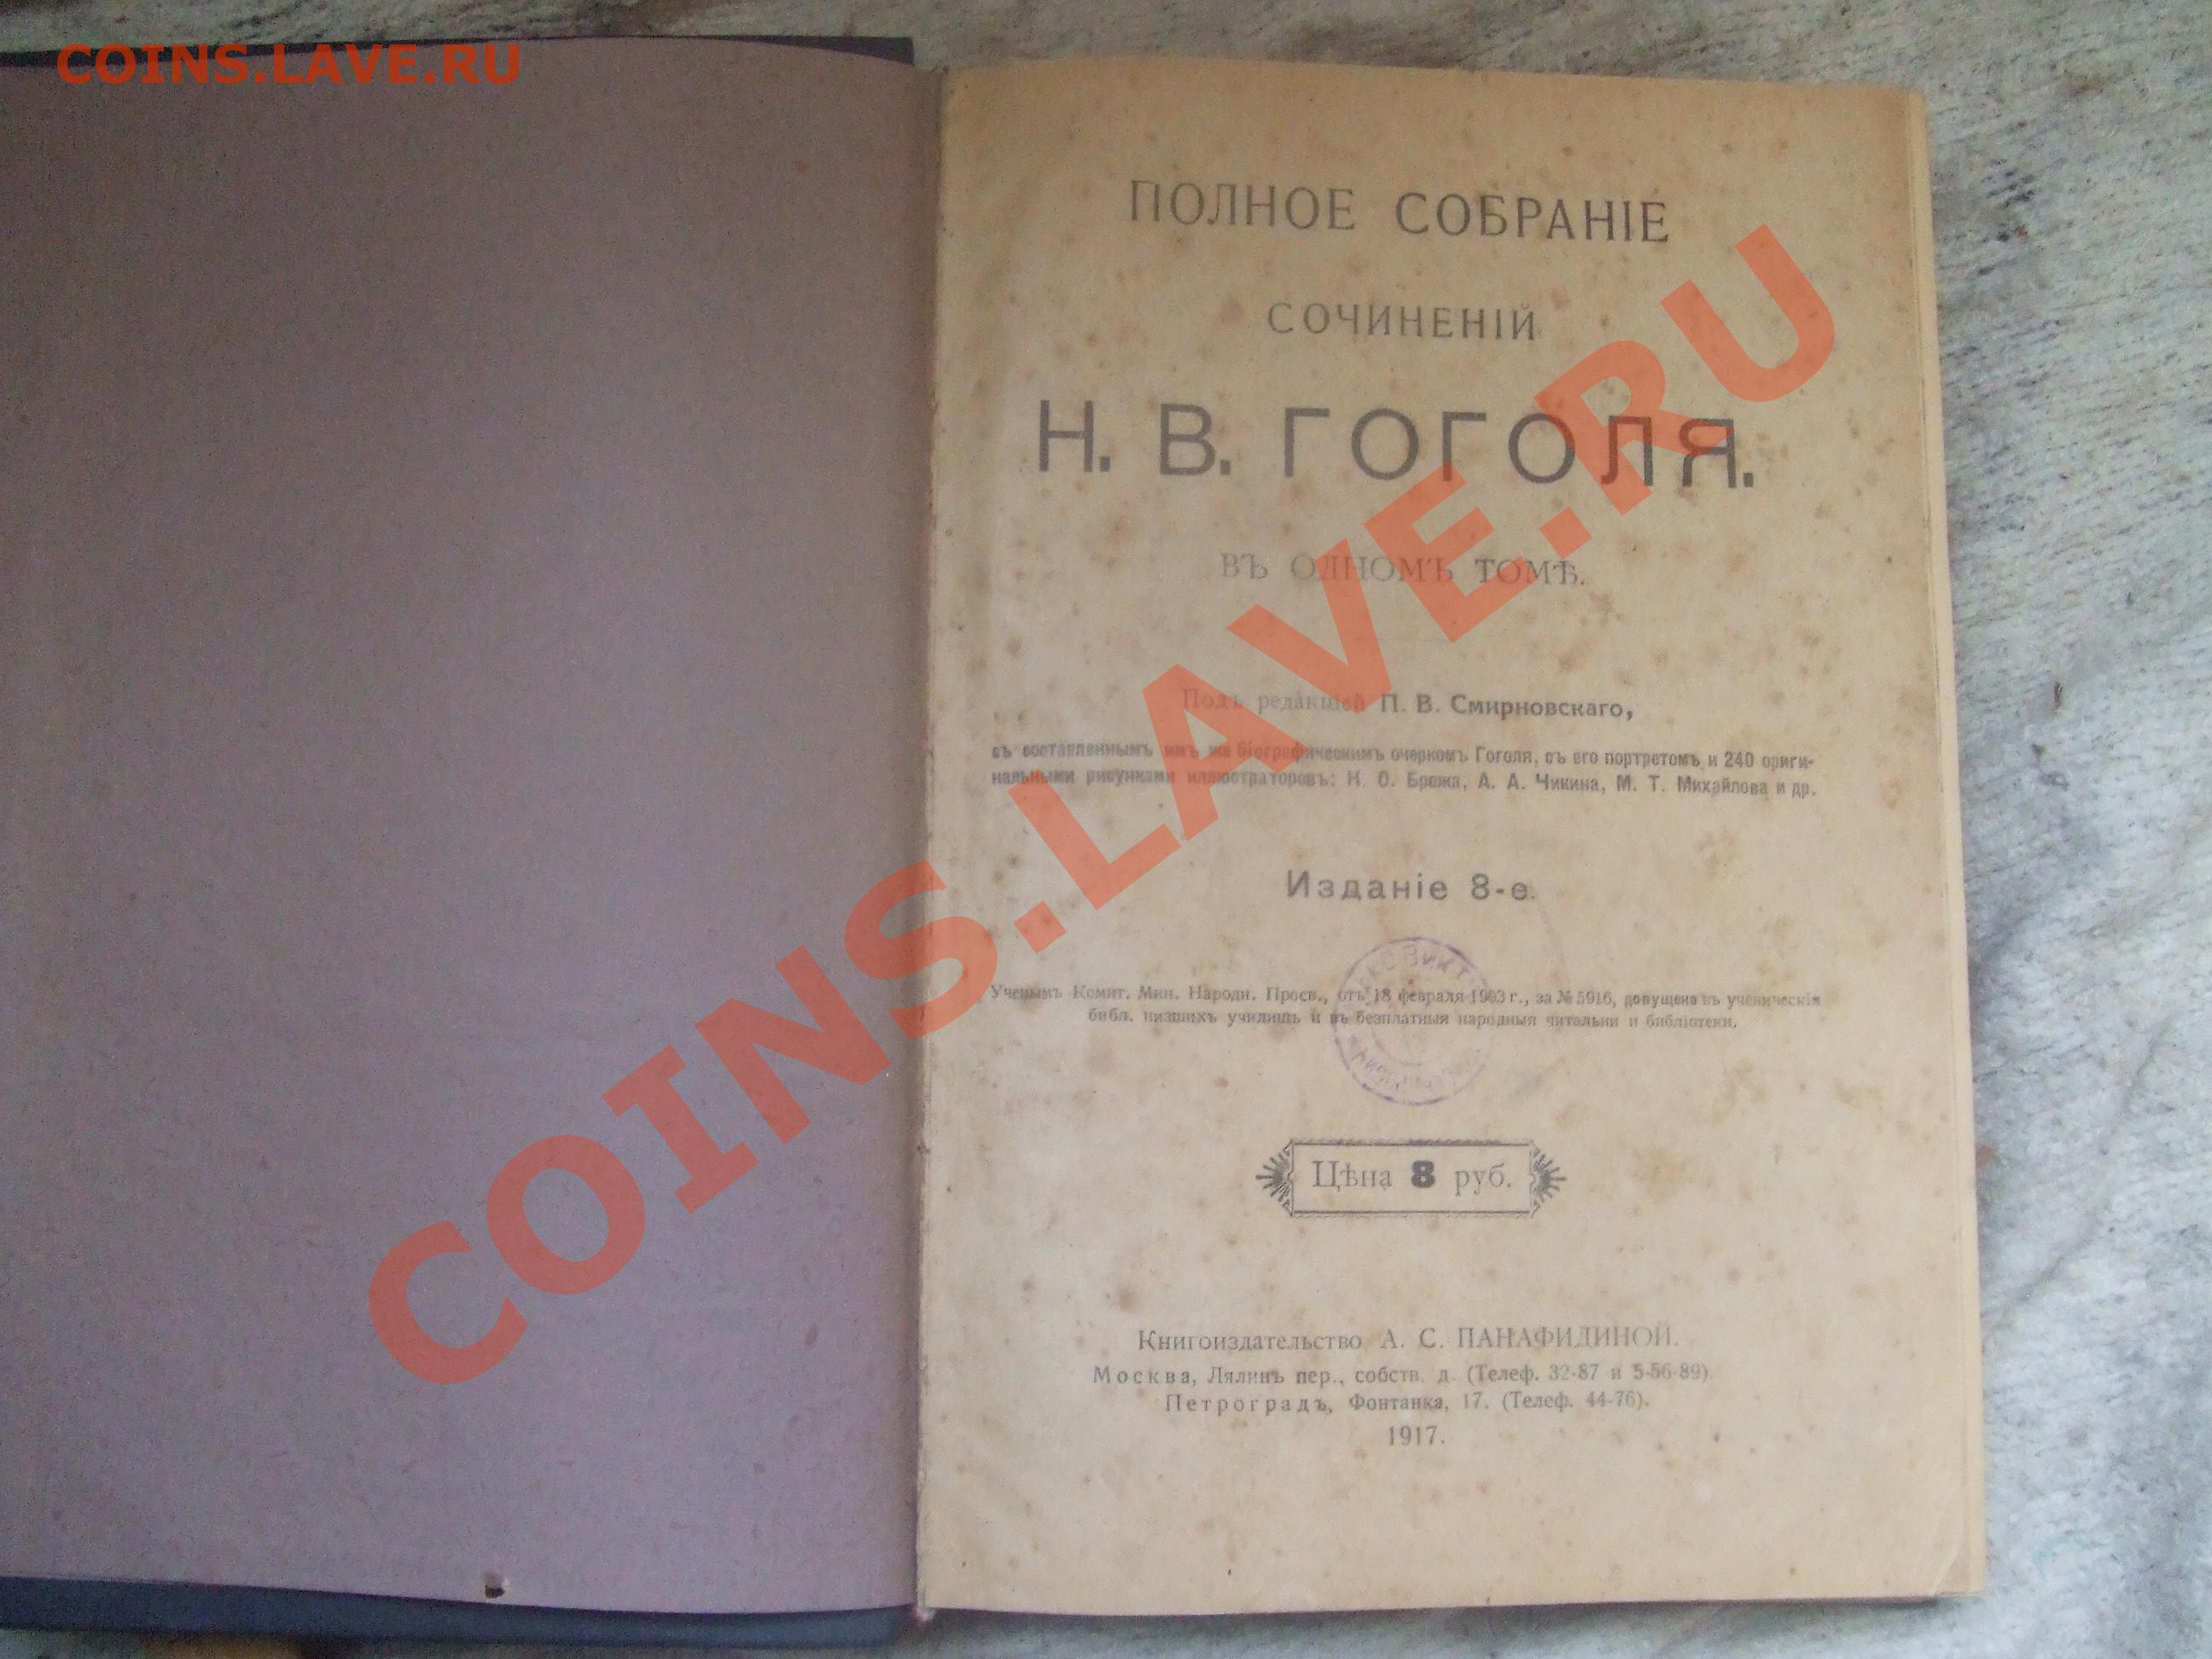 COINS.LAVE.RU
ПОЛНОЕ СОБРАНІЕ
СОЧИНЕНІЙ
Н. В. ГОГОЛЯ.
ВЪ ОДНОМЪ ТОМѢ.
Подъ редакціей П. В. Смирновскаго,
съ составленнымъ имъ же біографическимъ очеркомъ Гоголя, съ его портретомъ и 240 ориги-
нальными рисунками иллюстраторовъ: К. О. Брожа, А. А. Чикина, М. Т. Михайлова и др.
Изданіе 8-е.
Ученымъ Комит. Мин. Народн. Просв., отъ 18 февраля 1903 г., за № 5916, допущено въ ученическія
библ. низшихъ училищъ и въ безплатныя народныя читальни и библіотеки.
Цѣна 8 руб.
Книгоиздательство А. С. ПАНАФИДИНОЙ.
Москва, Лялинъ пер., собств. д. (Телеф. 32-87 и 5-56-89).
Петроградъ, Фонтанка, 17. (Телеф. 44-76).
1917.
COINS.LAVE.RU